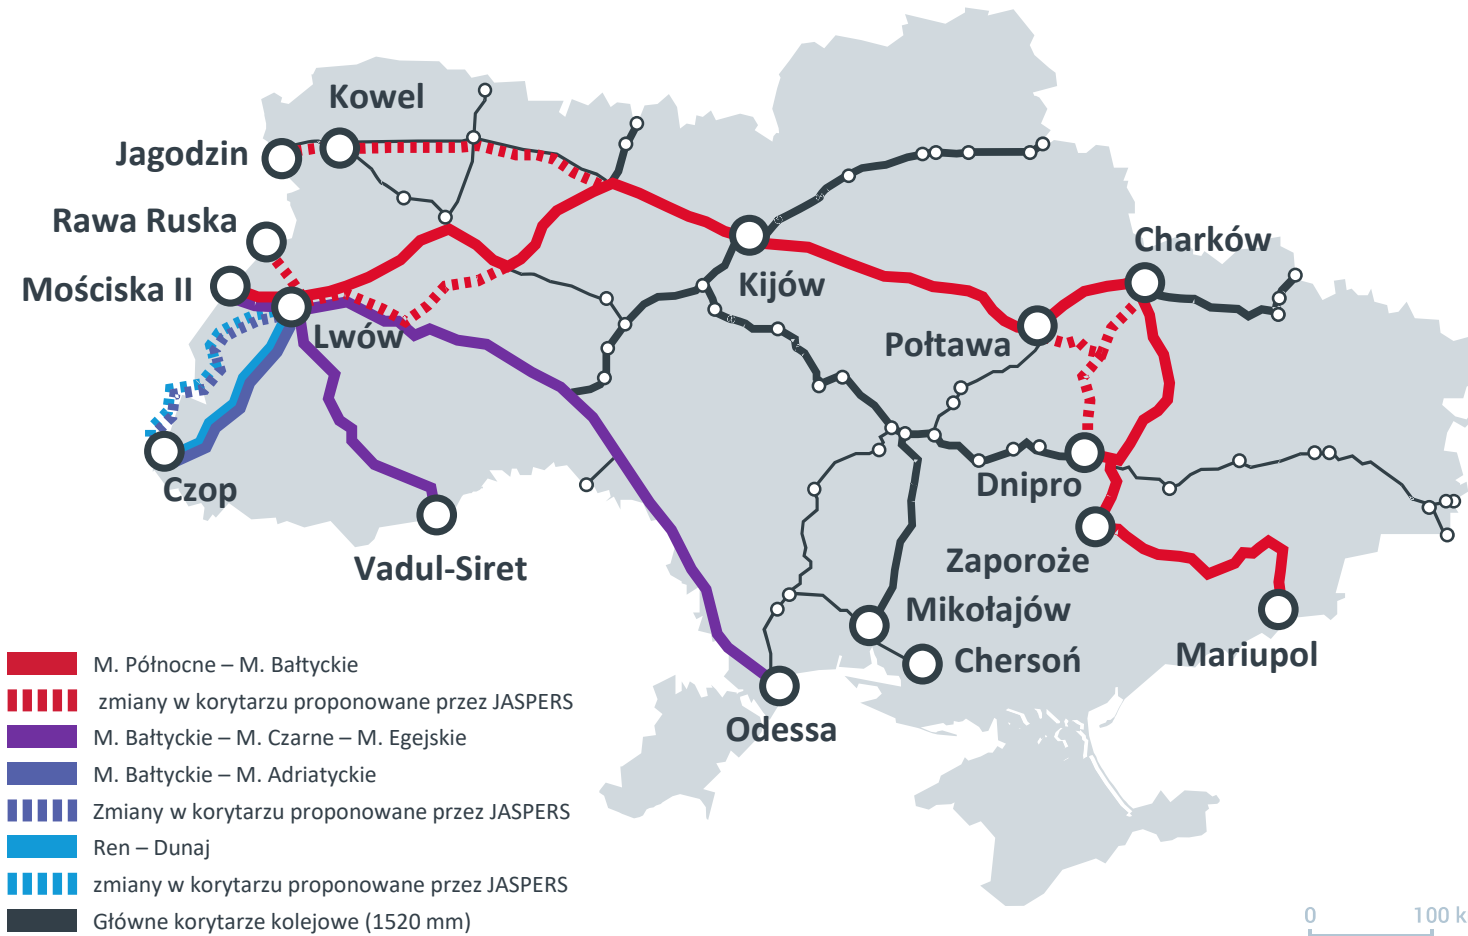 Kowel
Jagodzin
Rawa Ruska
Mościska II
Lwów
Kijów
Charków
Połtawa
Czop
Dnipro
Vadul-Siret
Zaporoże
Mikołajów
Chersoń
Mariupol
Odessa
M. Północne – M. Bałtyckie
zmiany w korytarzu proponowane przez JASPERS
M. Bałtyckie – M. Czarne – M. Egejskie
M. Bałtyckie – M. Adriatyckie
Zmiany w korytarzu proponowane przez JASPERS
Ren – Dunaj
zmiany w korytarzu proponowane przez JASPERS
Główne korytarze kolejowe (1520 mm)
0 100 k